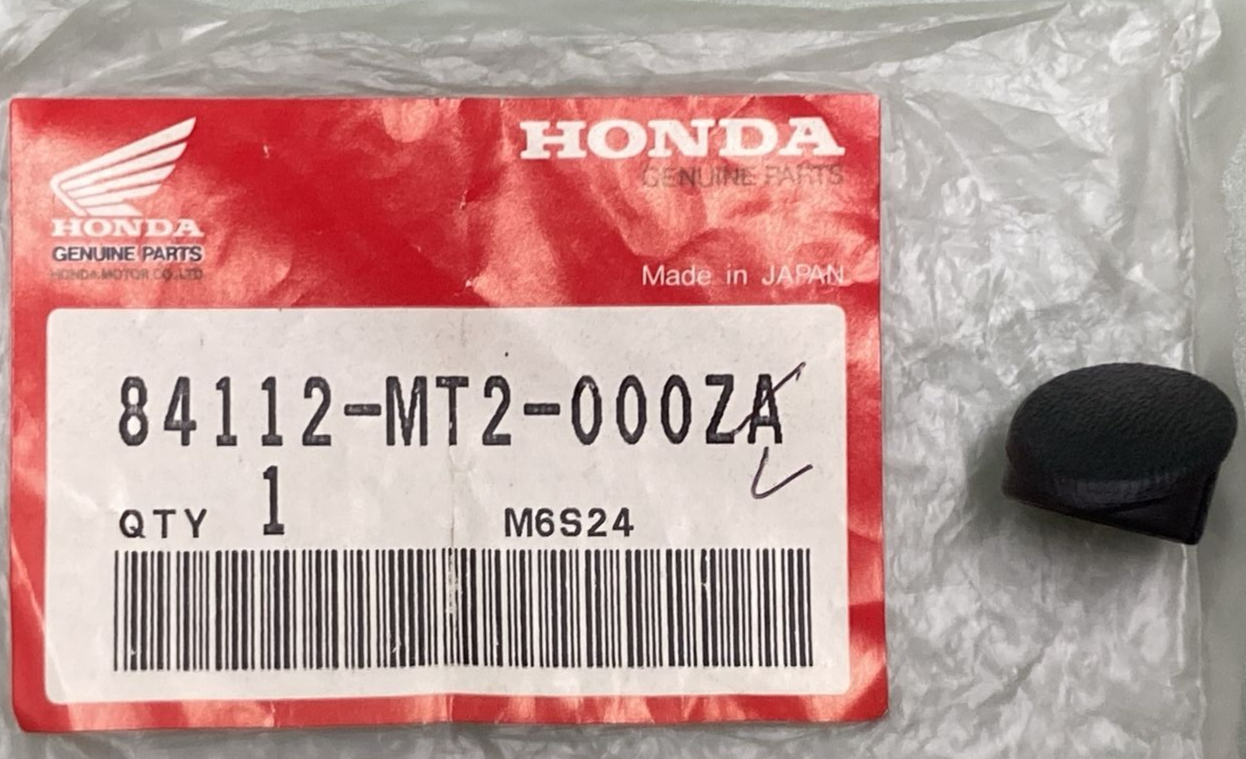 HONDA
GENUINE PARTS
HONDA MOTOR CO., LTD
HONDA
GENUINE PARTS
Made in JAPAN
84112-MT2-000ZA
QTY 1 M6S24